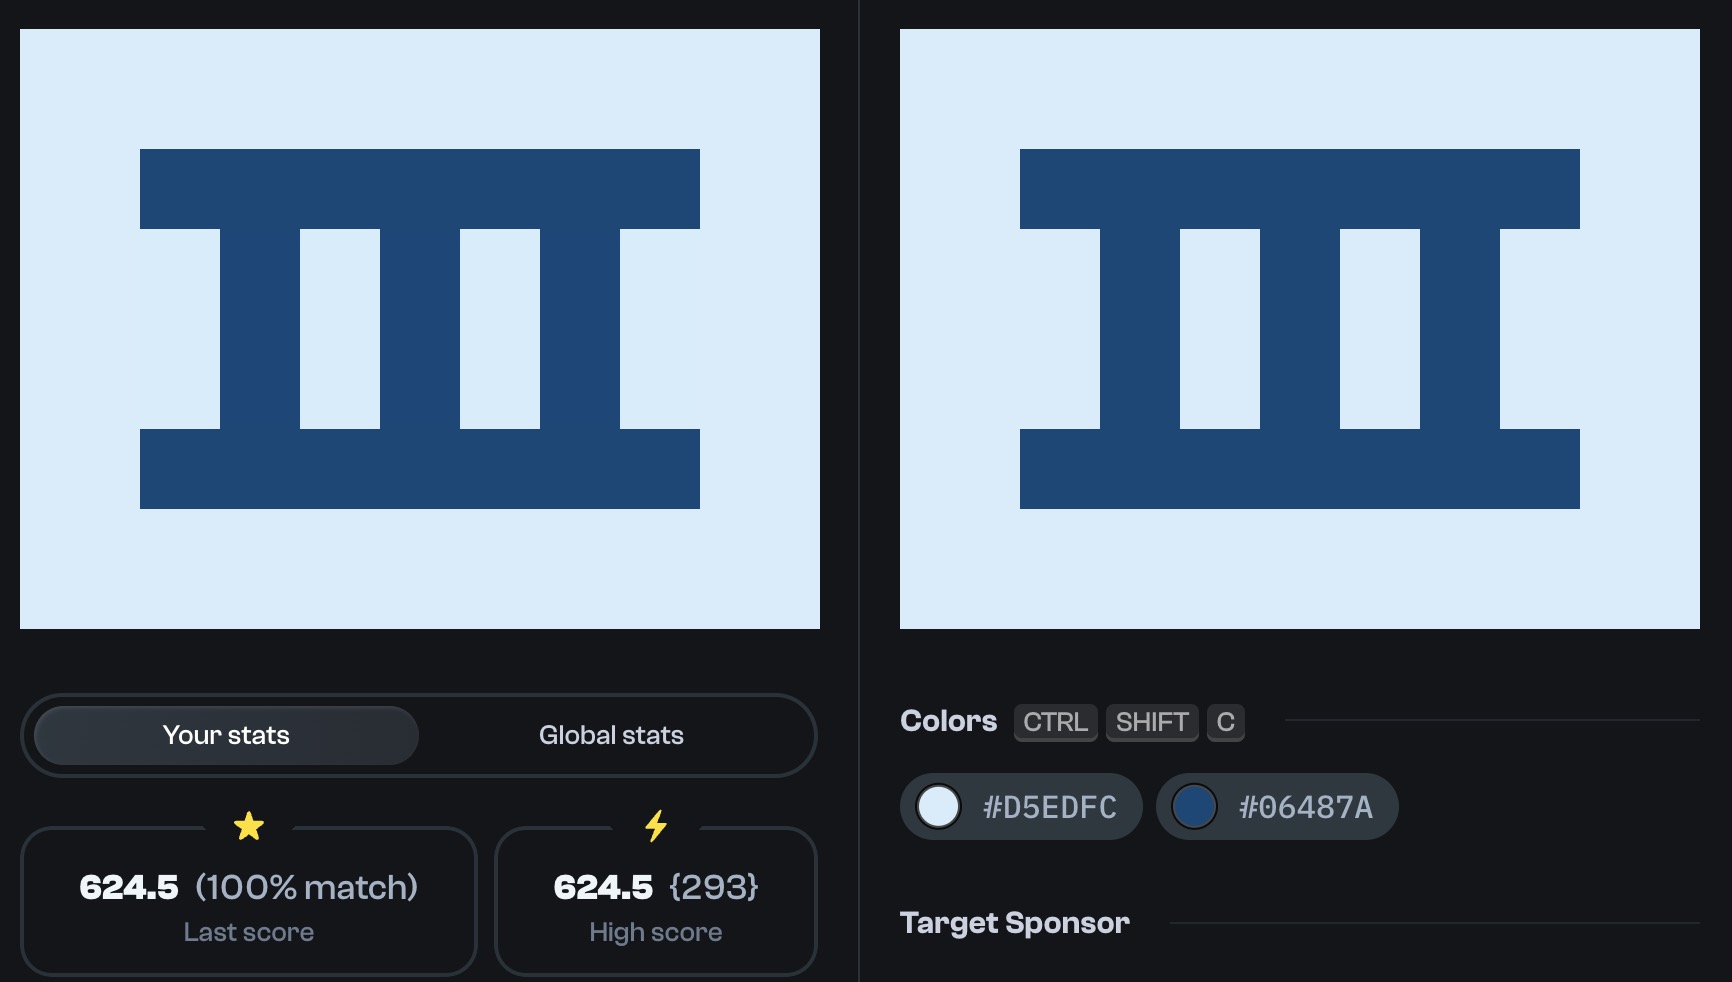 Your stats
Global stats
624.5 (100% match)
Last score
624.5 {293}
High score
Colors CTRL SHIFT C
#D5EDFC
#06487A
Target Sponsor